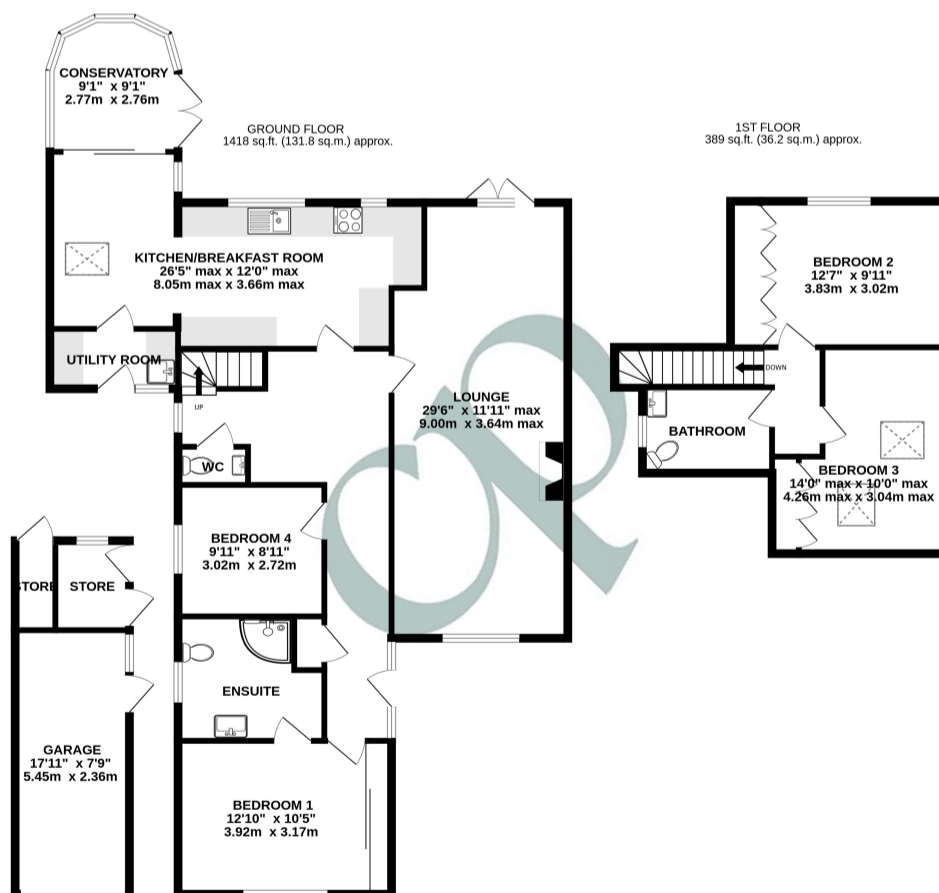 CONSERVATORY
9'1" x 9'1"
2.77m x 2.76m
GROUND FLOOR
1418 sq.ft. (131.8 sq.m.) approx.
KITCHEN/BREAKFAST ROOM
26'5" max x 12'0" max
8.05m max x 3.66m max
UTILITY ROOM
UP
LOUNGE
29'6" x 11'11" max
9.00m x 3.64m max
WC
BEDROOM 4
9'11" x 8'11"
3.02m x 2.72m
STORE
STORE
ENSUITE
GARAGE
17'11" x 7'9"
5.45m x 2.36m
BEDROOM 1
12'10" x 10'5"
3.92m x 3.17m
cp
1ST FLOOR
389 sq.ft. (36.2 sq.m.) approx.
BEDROOM 2
12'7" x 9'11"
3.83m x 3.02m
DOWN
BATHROOM
BEDROOM 3
14'0" max x 10'0" max
4.26m max x 3.04m max